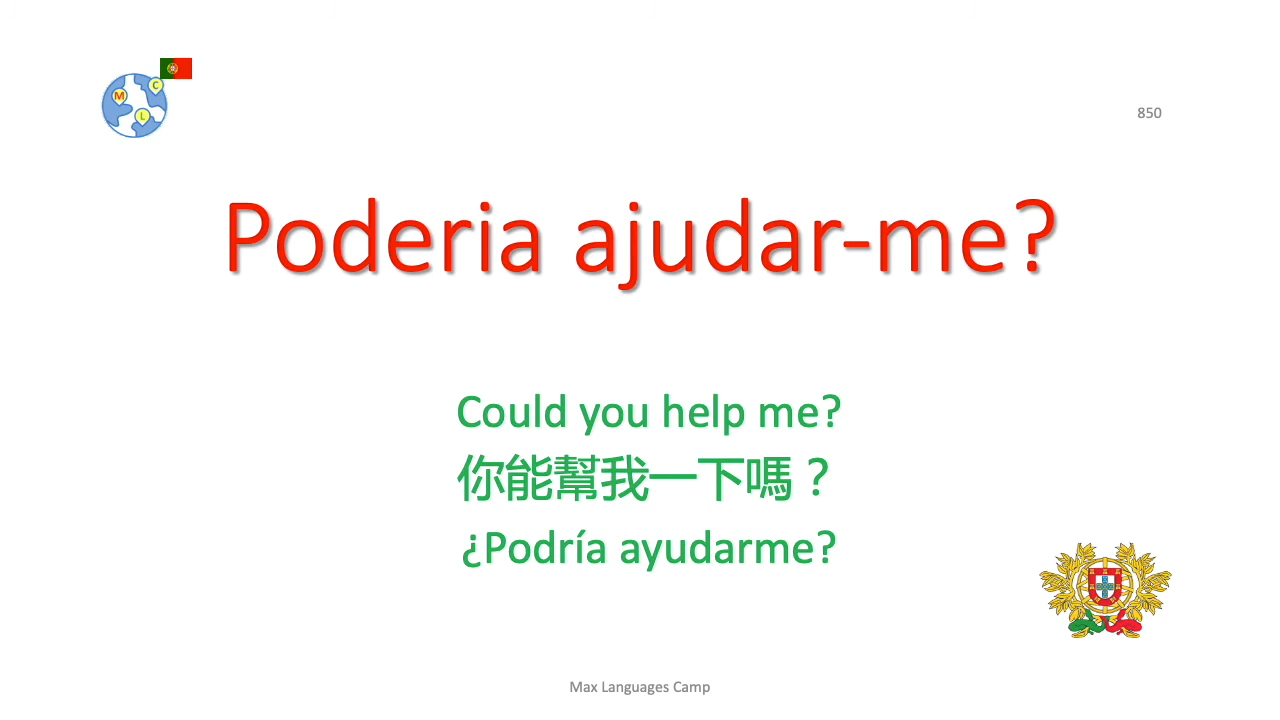 M
C
L
850
Poderia ajudar-me?
Could you help me?
你能幫我一下嗎？
¿Podría ayudarme?
Max Languages Camp